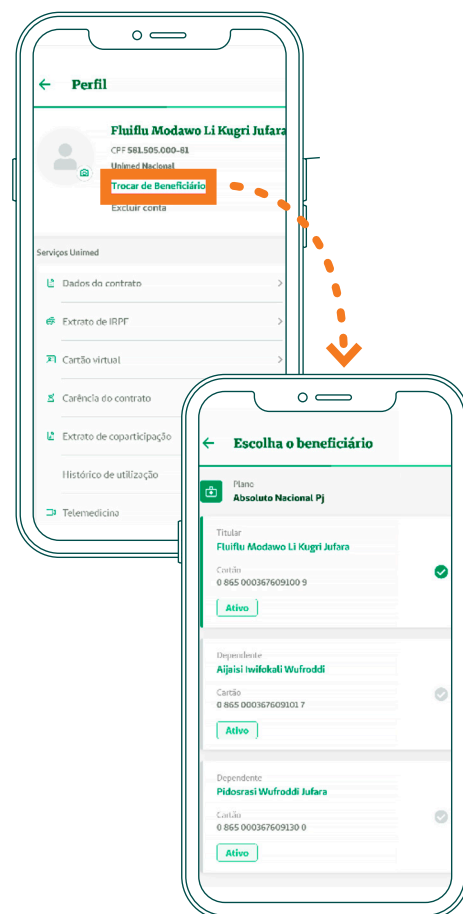 Perfil
Fluiflu Modawo Li Kugri Jufara
CPF 581.505.000-81
Unimed Nacional
Trocar de Beneficiário
Excluir conta
Serviços Unimed
Dados do contrato
Extrato de IRPF
Cartão virtual
Carência do contrato
Extrato de coparticipação
Histórico de utilização
Telemedicina
Escolha o beneficiário
Plano
Absoluto Nacional Pj
Titular
Fluiflu Modawo Li Kugri Jufara
Cartão
0 865 000367609100 9
Ativo
Dependente
Aijaisi Iwifokali Wufroddi
Cartão
0 865 000367609101 7
Ativo
Dependente
Pidosrasi Wufroddi Jufara
Cartão
0 865 000367609130 0
Ativo